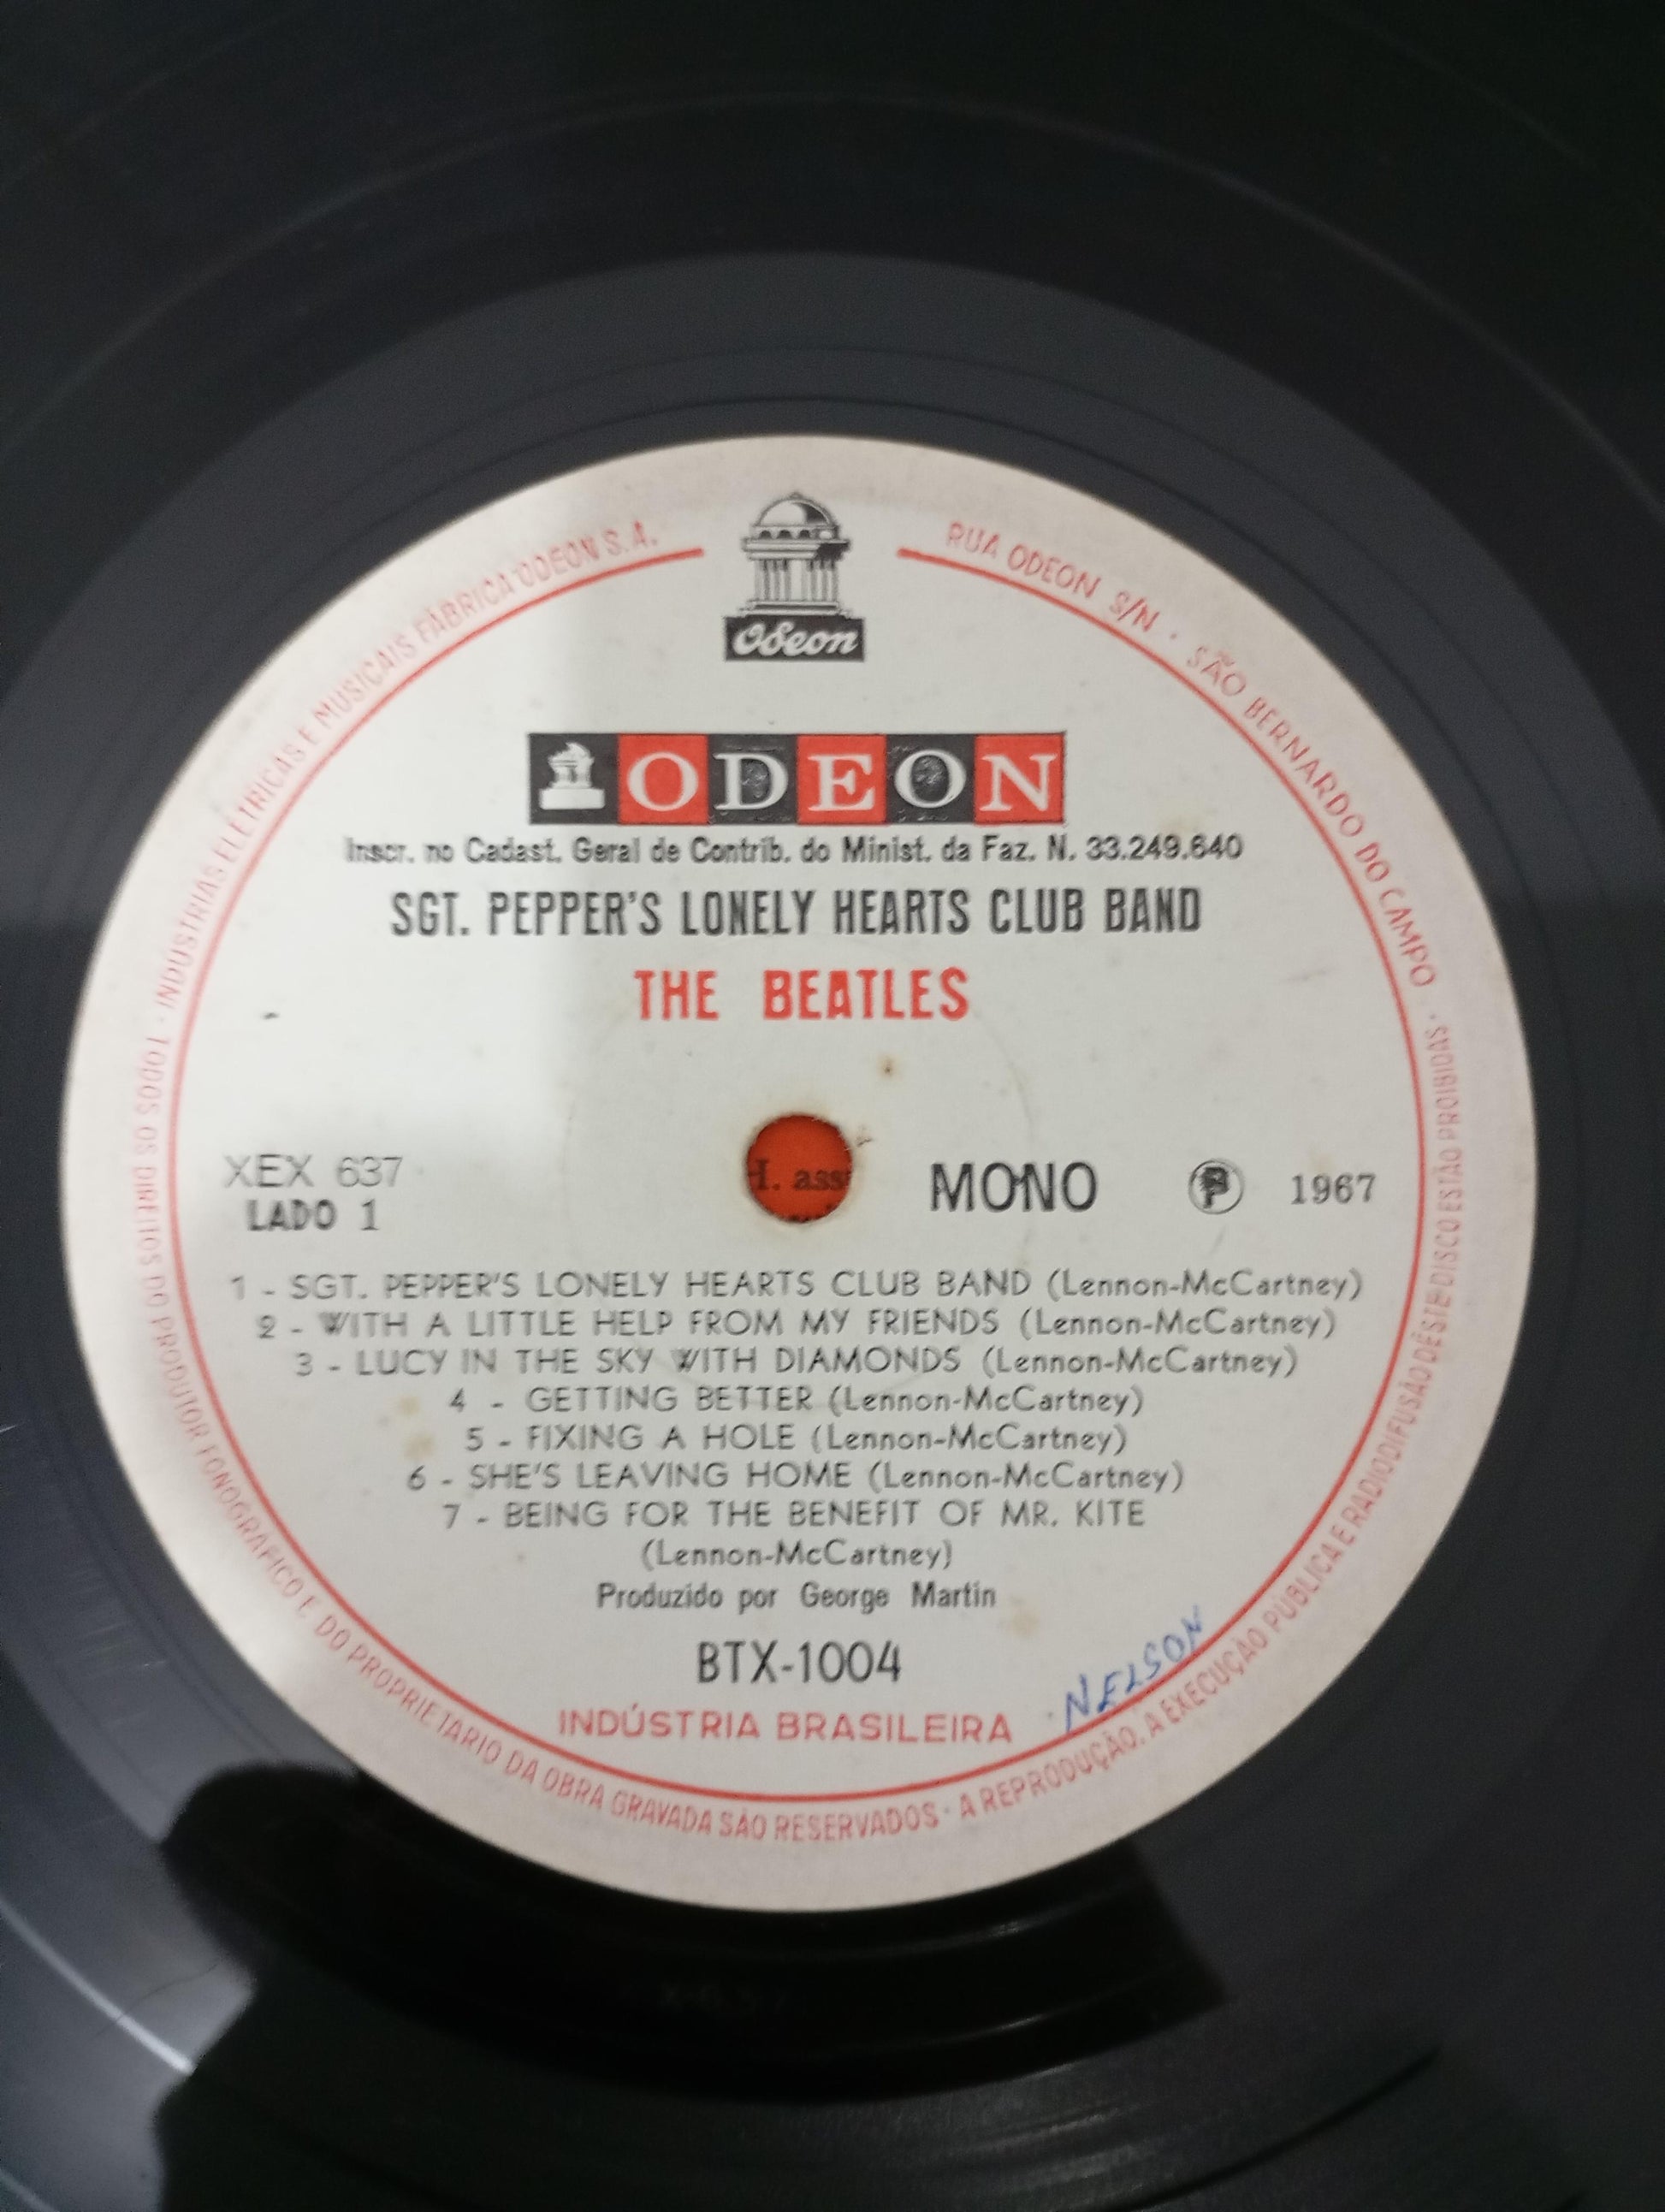 INDÚSTRIAS ELÉTRICAS E MUSICAIS FÁBRICA ODEON S.A.
RUA ODEON S/N · SÃO BERNARDO DO CAMPO ·
Odeon
ODEON
Inscr. no Cadast. Geral de Contrib. do Minist. da Faz. N. 33.249.640
SGT. PEPPER'S LONELY HEARTS CLUB BAND
THE BEATLES
XEX 637
LADO 1
H. ass
MONO
Ⓟ 1967
1 - SGT. PEPPER'S LONELY HEARTS CLUB BAND (Lennon-McCartney)
2 - WITH A LITTLE HELP FROM MY FRIENDS (Lennon-McCartney)
3 - LUCY IN THE SKY WITH DIAMONDS (Lennon-McCartney)
4 - GETTING BETTER (Lennon-McCartney)
5 - FIXING A HOLE (Lennon-McCartney)
6 - SHE'S LEAVING HOME (Lennon-McCartney)
7 - BEING FOR THE BENEFIT OF MR. KITE
(Lennon-McCartney)
Produzido por George Martin
BTX-1004
INDÚSTRIA BRASILEIRA
NELSON
TODOS OS DIREITOS DO PRODUTOR FONOGRÁFICO E DO PROPRIETÁRIO DA OBRA GRAVADA SÃO RESERVADOS · A REPRODUÇÃO, A EXECUÇÃO PÚBLICA E RADIODIFUSÃO DÊSTE DISCO ESTÃO PROIBIDAS ·